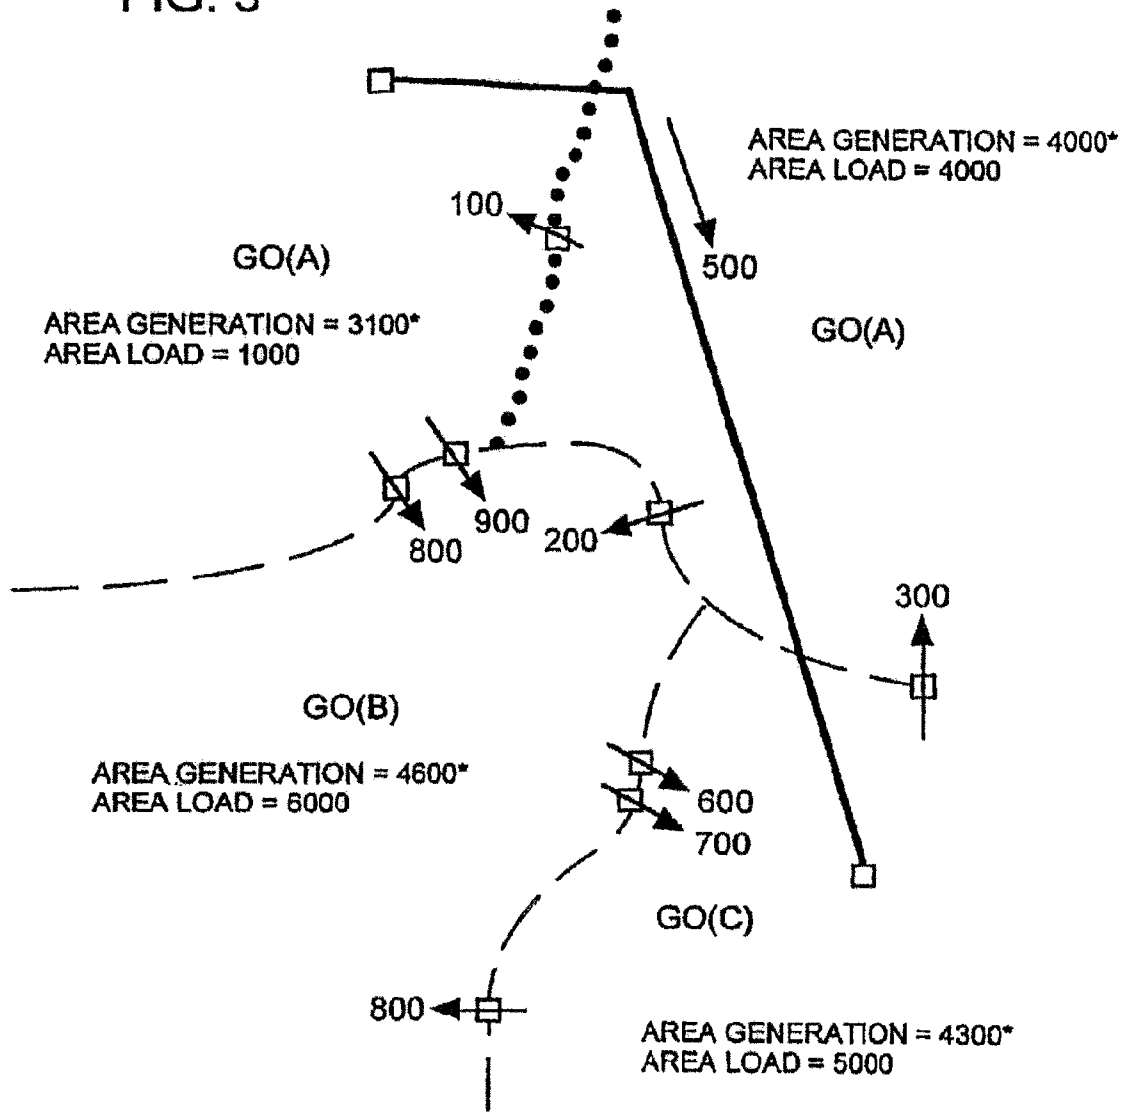 FIG. 3
AREA GENERATION = 4000*
AREA LOAD = 4000
100
GO(A)
500
AREA GENERATION = 3100*
AREA LOAD = 1000
GO(A)
900
800
200
300
GO(B)
AREA GENERATION = 4600*
AREA LOAD = 6000
600
700
GO(C)
800
AREA GENERATION = 4300*
AREA LOAD = 5000